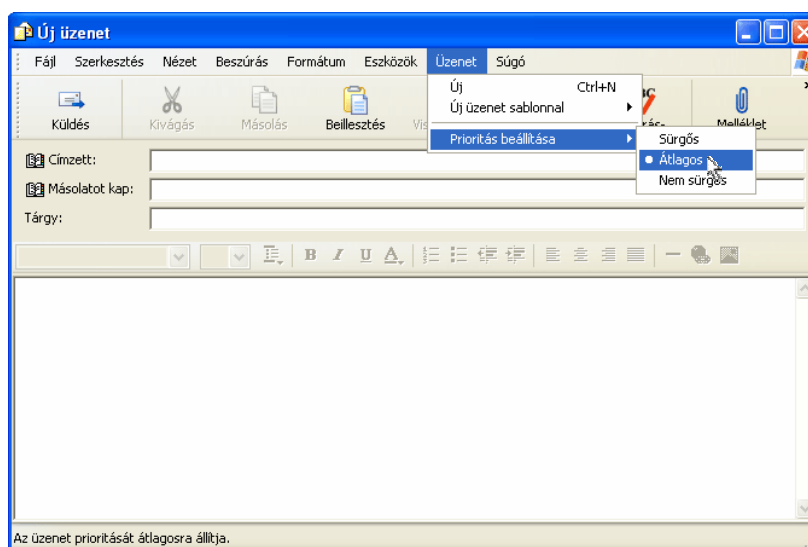 Új üzenet
Fájl Szerkesztés Nézet Beszúrás Formátum Eszközök Üzenet Súgó
Új Ctrl+N
Új üzenet sablonnal
Prioritás beállítása
Sürgős
Átlagos
Nem sürgős
Küldés Kivágás Másolás Beillesztés Melléklet
Címzett:
Másolatot kap:
Tárgy:
B I U A
Az üzenet prioritását átlagosra állítja.